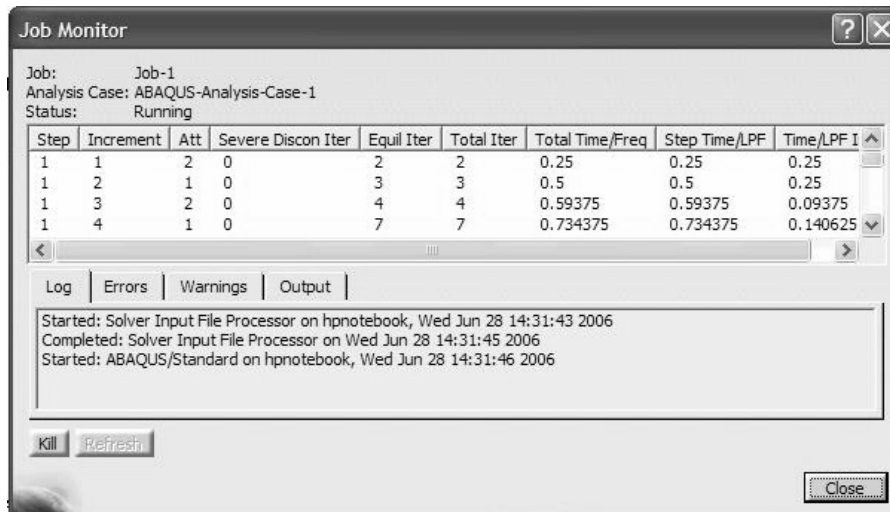 Job Monitor
Job: Job-1
Analysis Case: ABAQUS-Analysis-Case-1
Status: Running
Step Increment Att Severe Discon Iter Equil Iter Total Iter Total Time/Freq Step Time/LPF Time/LPF I
1 1 2 0 2 2 0.25 0.25 0.25
1 2 1 0 3 3 0.5 0.5 0.25
1 3 2 0 4 4 0.59375 0.59375 0.09375
1 4 1 0 7 7 0.734375 0.734375 0.140625
Log Errors Warnings Output
Started: Solver Input File Processor on hpnotebook, Wed Jun 28 14:31:43 2006
Completed: Solver Input File Processor on Wed Jun 28 14:31:45 2006
Started: ABAQUS/Standard on hpnotebook, Wed Jun 28 14:31:46 2006
Kill Refresh
Close